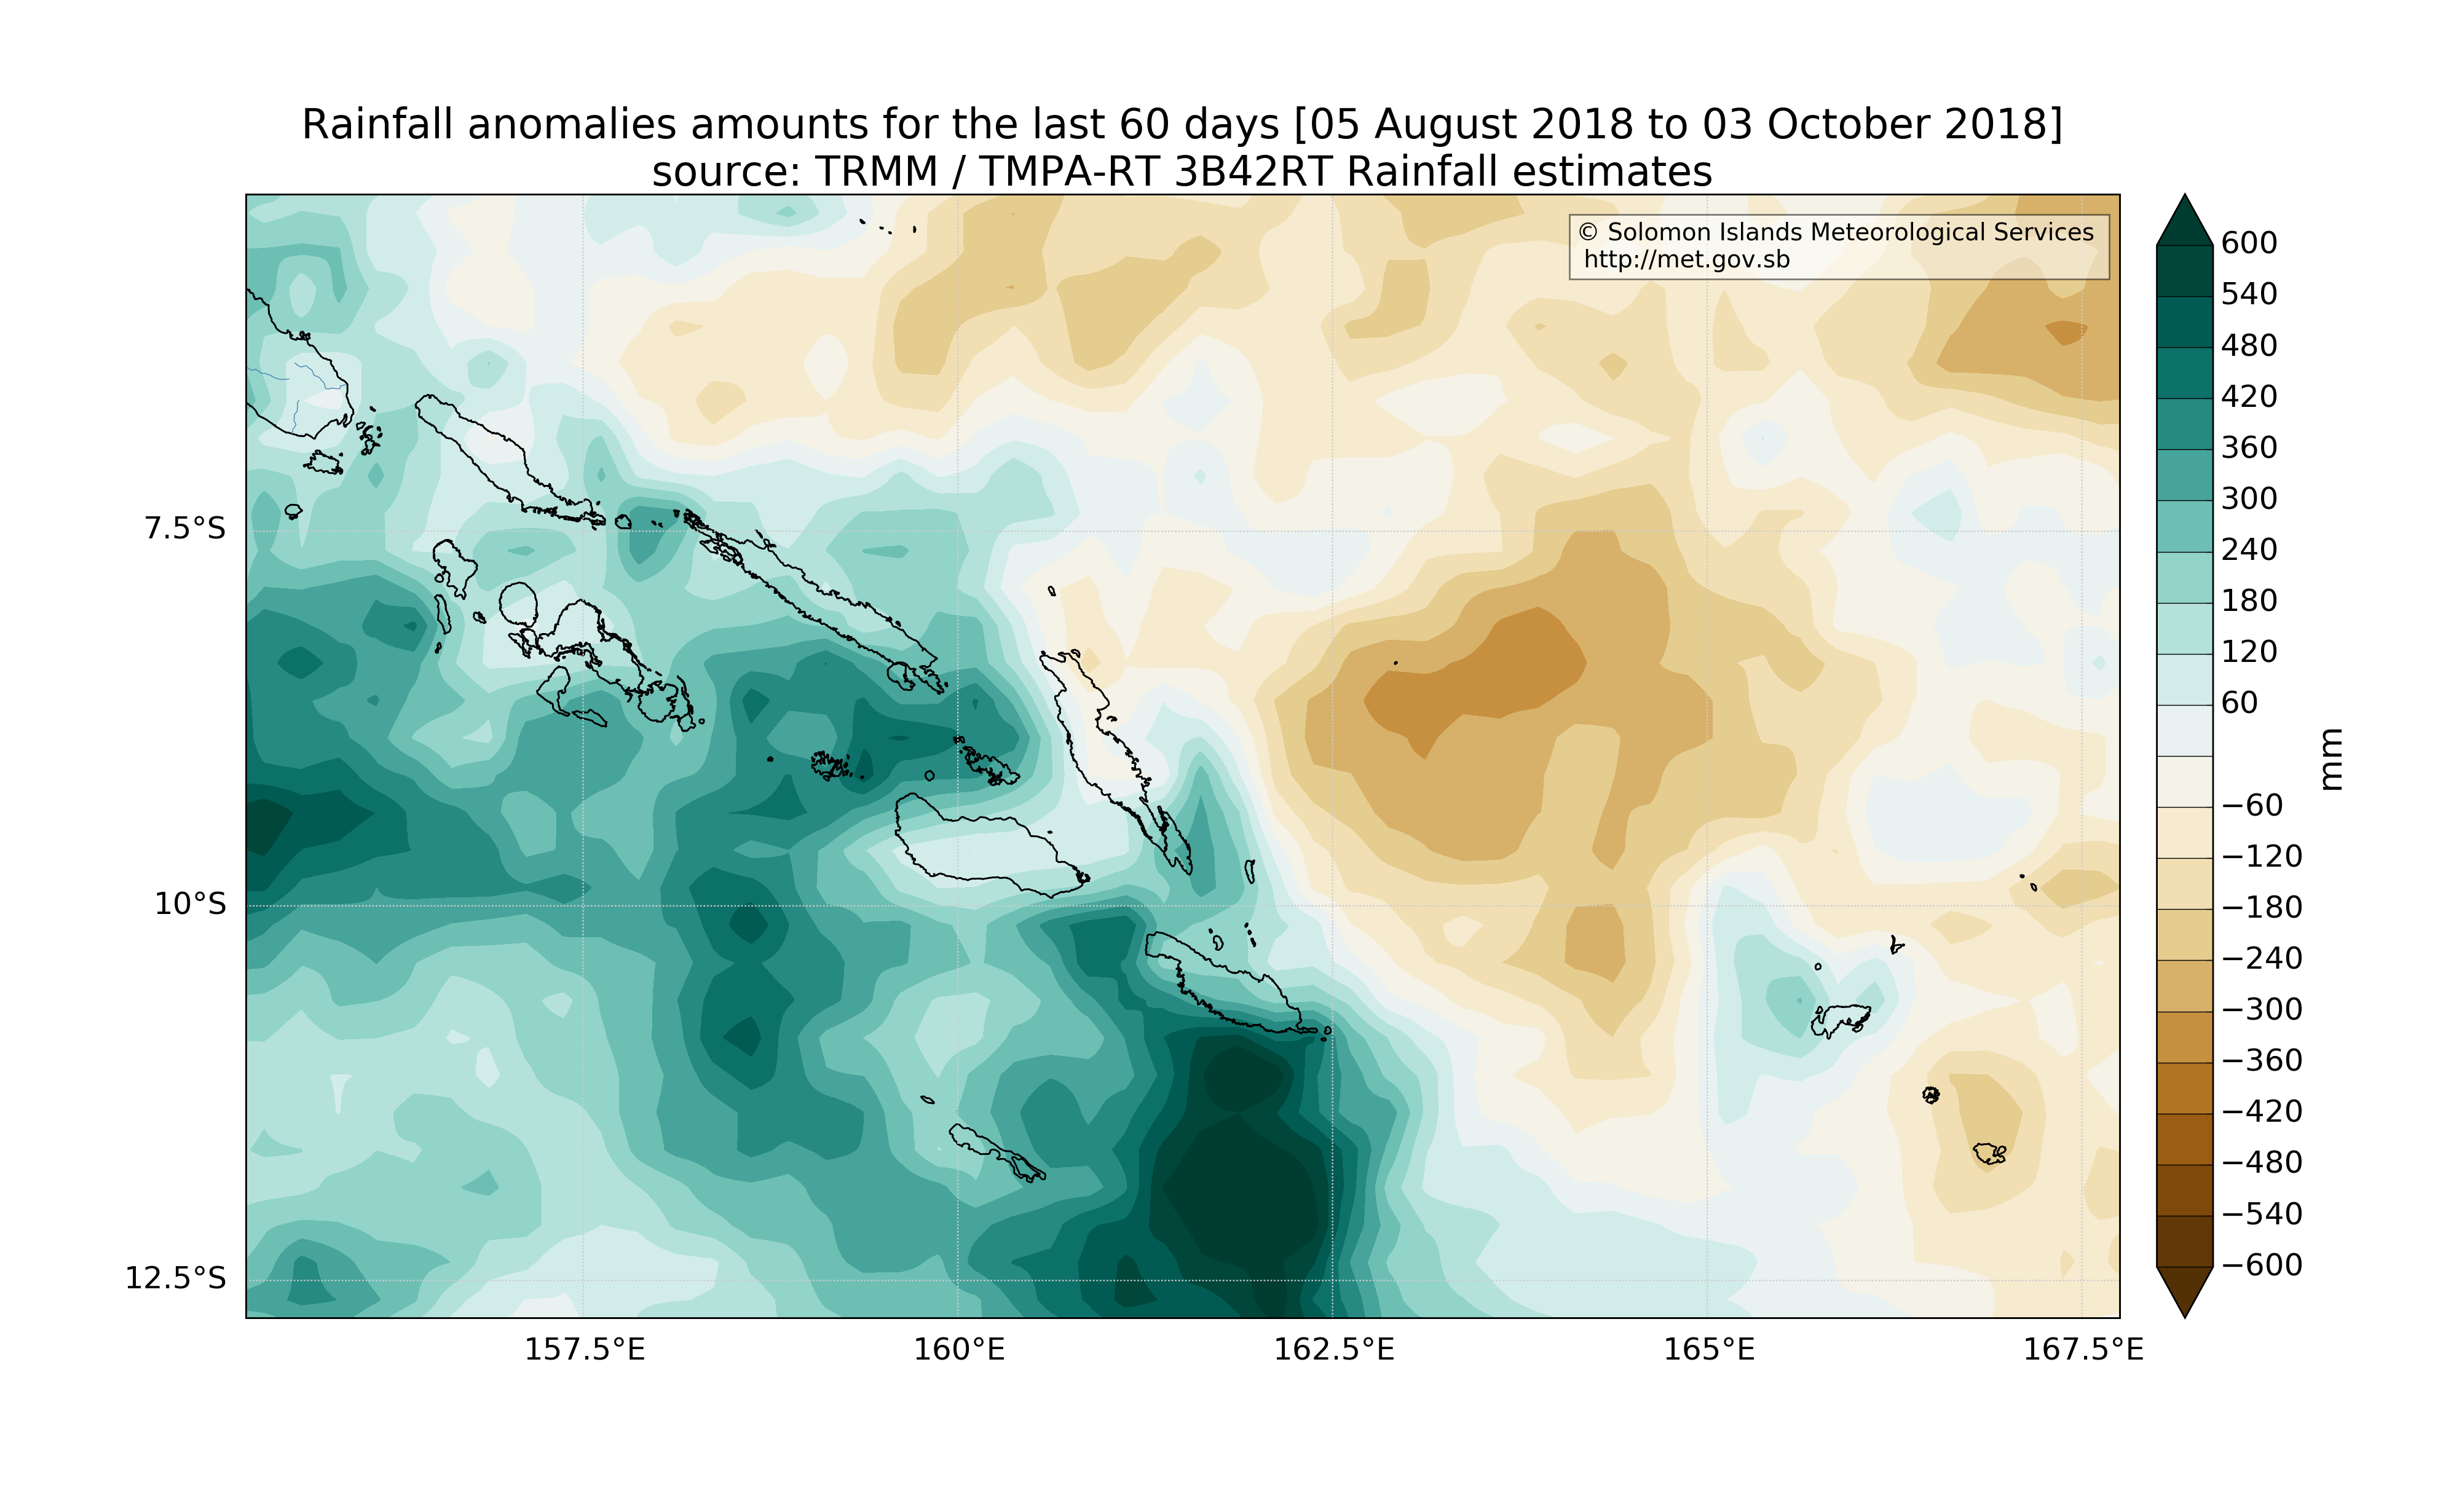 Rainfall anomalies amounts for the last 60 days [05 August 2018 to 03 October 2018]
source: TRMM / TMPA-RT 3B42RT Rainfall estimates
© Solomon Islands Meteorological Services
http://met.gov.sb
7.5°S
10°S
12.5°S
157.5°E
160°E
162.5°E
165°E
167.5°E
600
540
480
420
360
300
240
180
120
60
−60
−120
−180
−240
−300
−360
−420
−480
−540
−600
mm